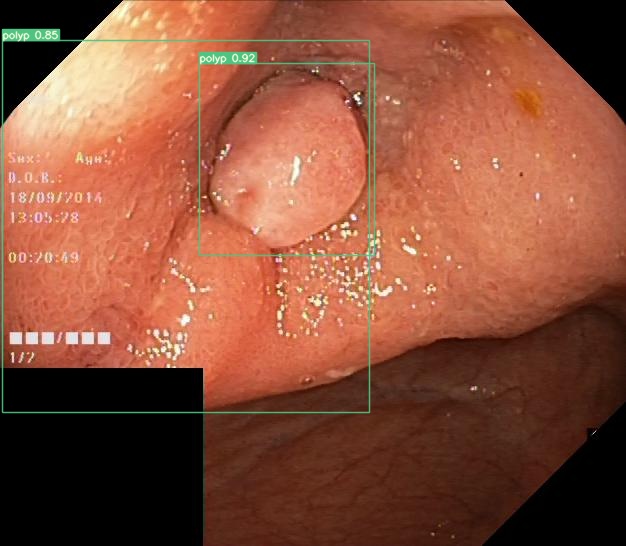 polyp 0.85
polyp 0.92
Sex: Age:
D.O.B.:
18/09/2014
13:05:28
00:20:49
■■■/■■■
1/2